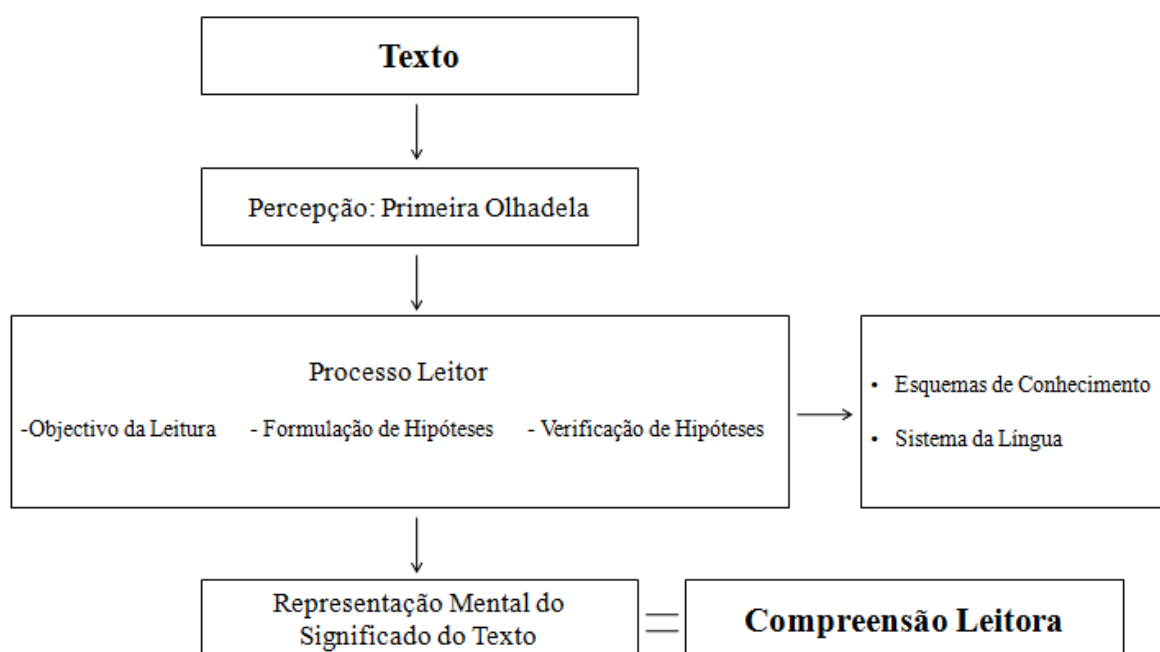 Texto
Percepção: Primeira Olhadela
Processo Leitor
-Objectivo da Leitura - Formulação de Hipóteses - Verificação de Hipóteses
• Esquemas de Conhecimento
• Sistema da Língua
Representação Mental do
Significado do Texto
Compreensão Leitora